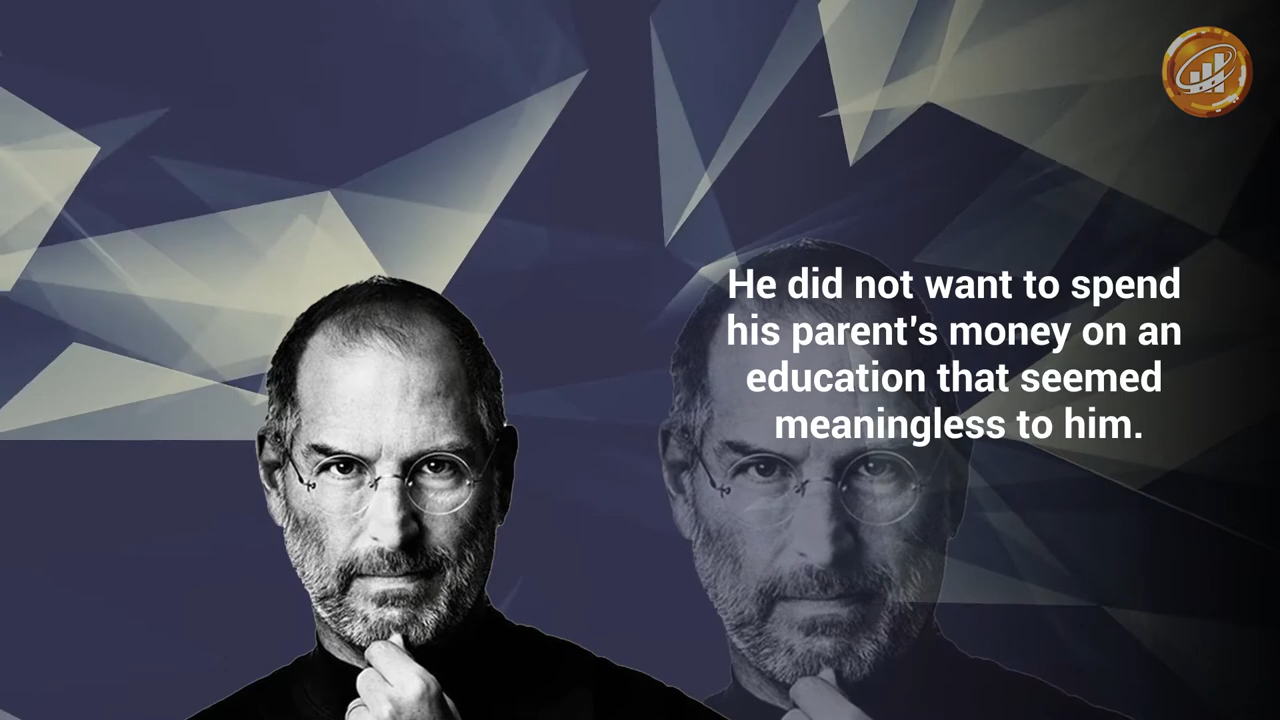 He did not want to spend
his parent's money on an
education that seemed
meaningless to him.